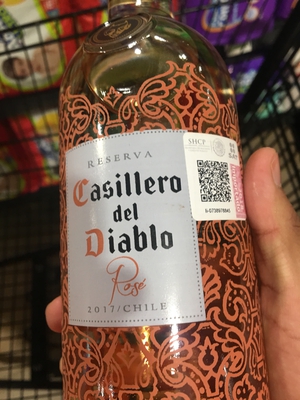 RESERVA
Casillero
del
Diablo
Rosé
2017/CHILE
SHCP